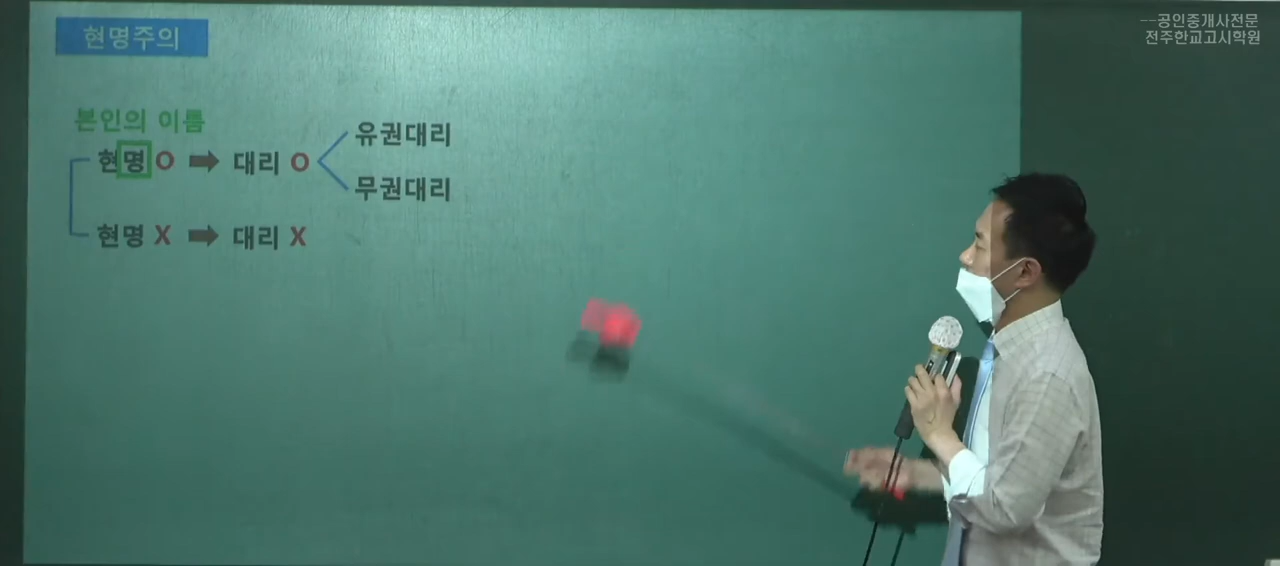 --공인중개사전문
전주한교고시학원
현명주의
본인의 이름
현명 O ➡ 대리 O
유권대리
무권대리
현명 X ➡ 대리 X